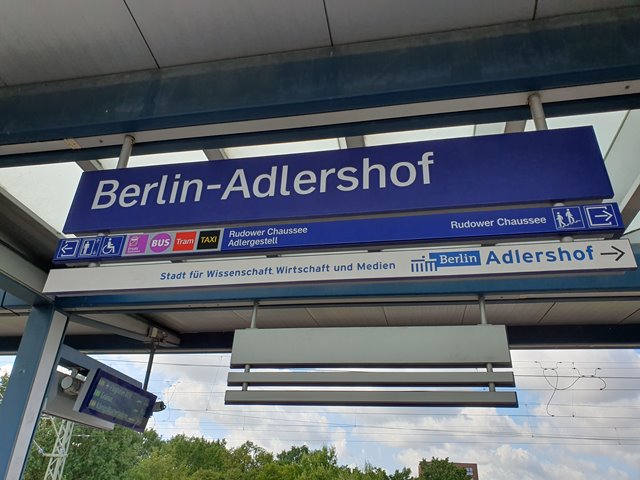 Berlin-Adlershof
BUS Tram TAXI
Rudower Chaussee
Adlergestell
Rudower Chaussee
Stadt für Wissenschaft, Wirtschaft und Medien
Berlin Adlershof